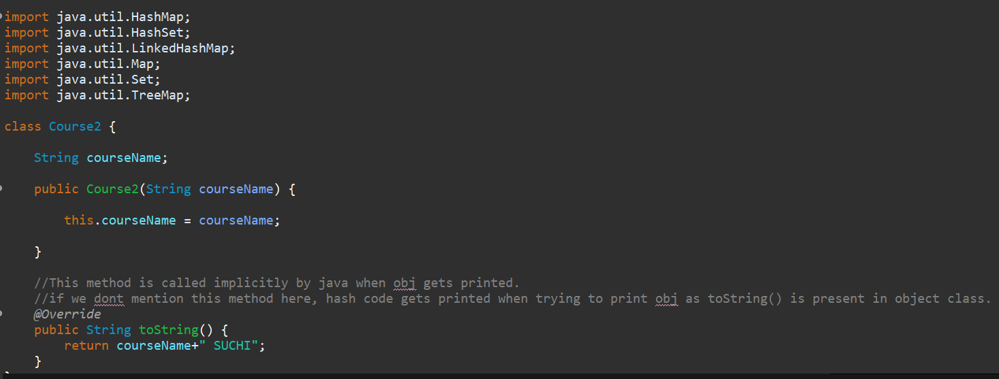 import java.util.HashMap;
import java.util.HashSet;
import java.util.LinkedHashMap;
import java.util.Map;
import java.util.Set;
import java.util.TreeMap;
class Course2 {
String courseName;
public Course2(String courseName) {
this.courseName = courseName;
}
//This method is called implicitly by java when obj gets printed.
//if we dont mention this method here, hash code gets printed when trying to print obj as toString() is present in object class.
@Override
public String toString() {
return courseName+" SUCHI";
}